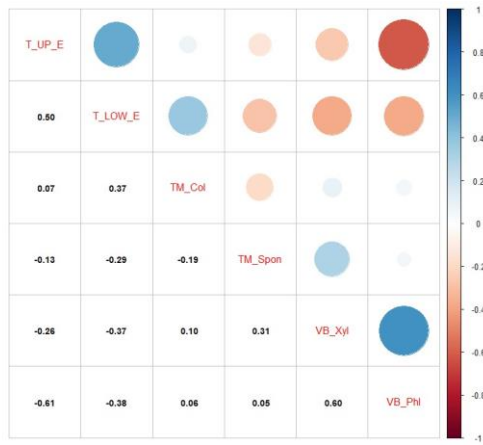 T_UP_E
0.50 T_LOW_E
0.07 0.37 TM_Col
-0.13 -0.29 -0.19 TM_Spon
-0.26 -0.37 0.10 0.31 VB_Xyl
-0.61 -0.38 0.06 0.05 0.60 VB_Phl
1
0.8
0.6
0.4
0.2
0
-0.2
-0.4
-0.6
-0.8
-1